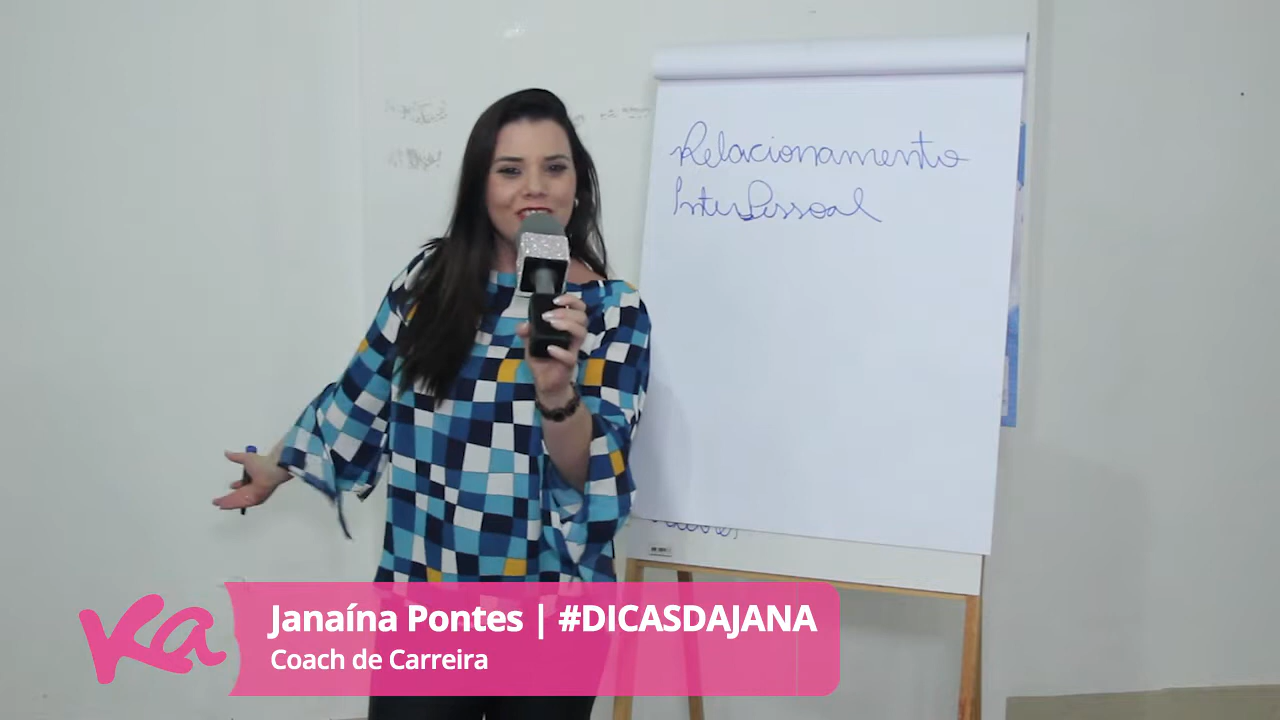 Relacionamento
InterPessoal
Ka
Janaína Pontes | #DICASDAJANA
Coach de Carreira